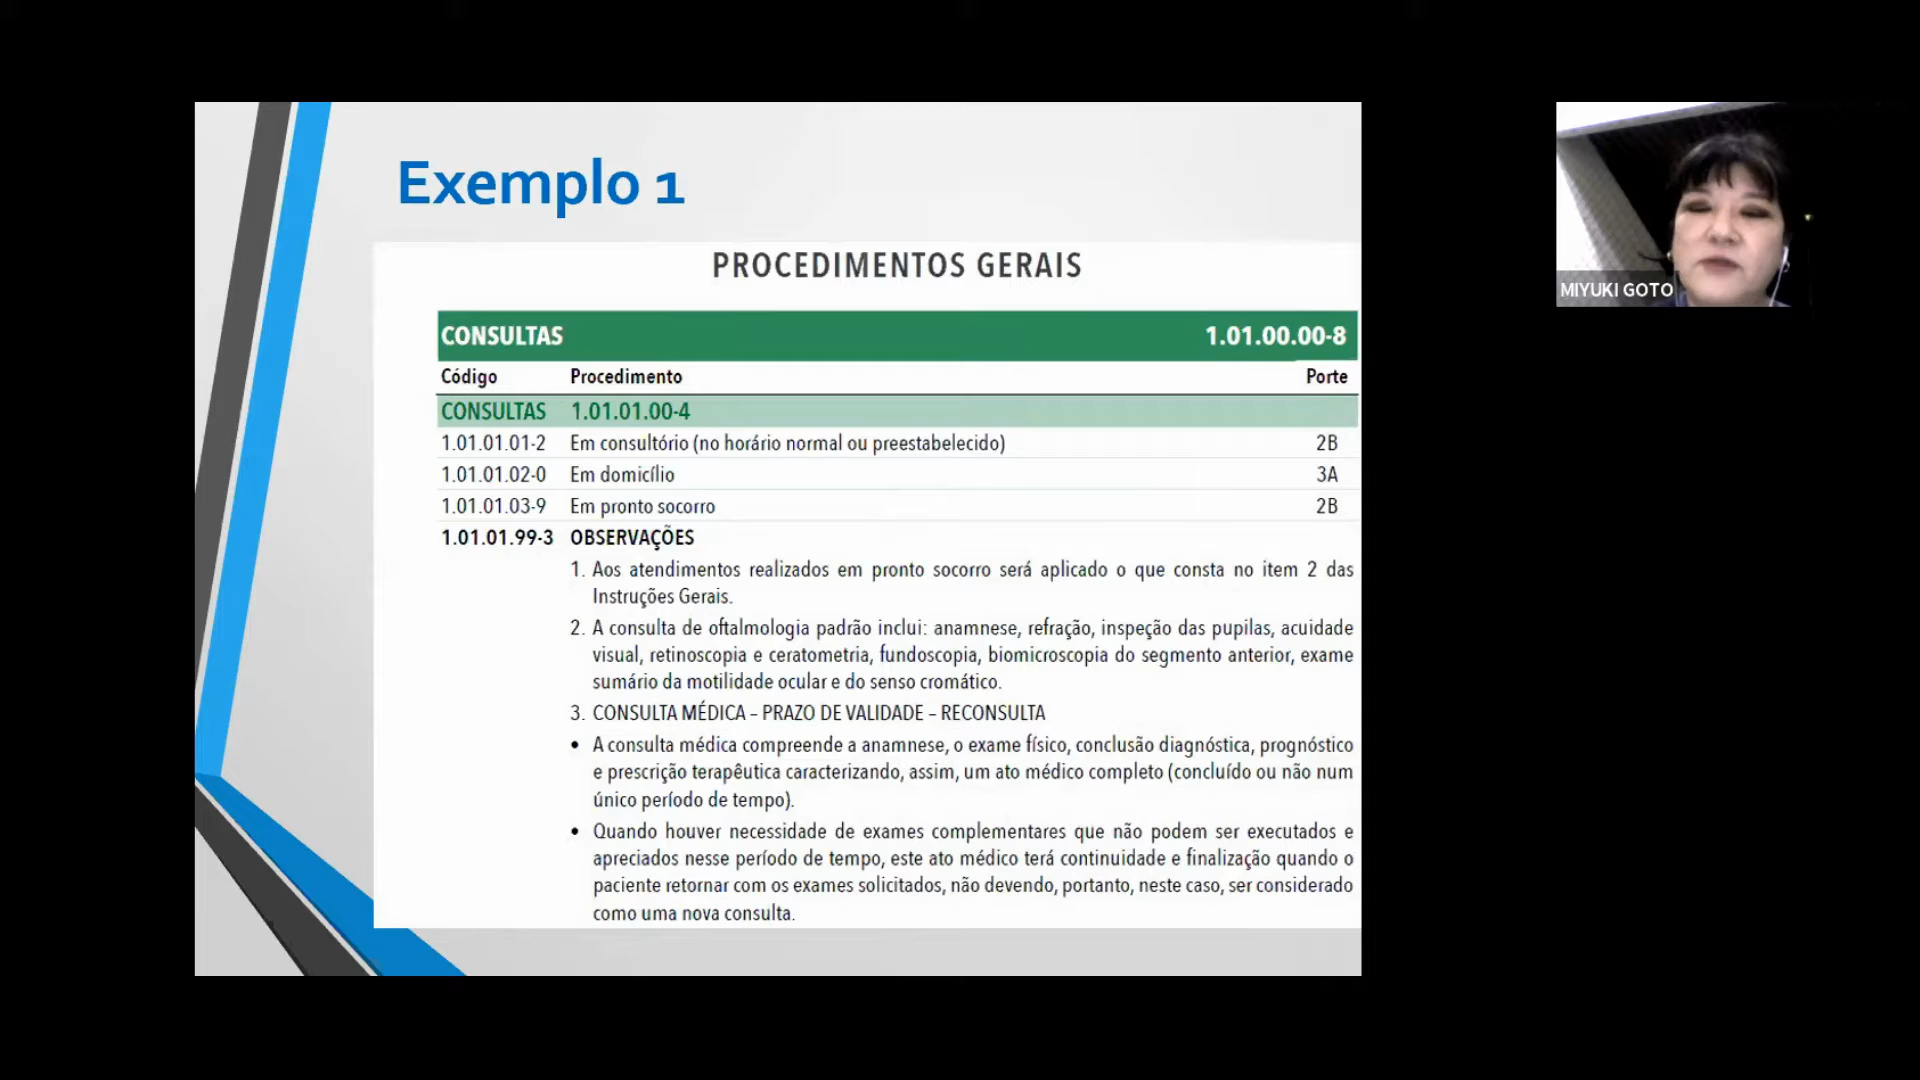 Exemplo 1
PROCEDIMENTOS GERAIS
CONSULTAS 1.01.00.00-8
Código Procedimento Porte
CONSULTAS 1.01.01.00-4
1.01.01.01-2 Em consultório (no horário normal ou preestabelecido) 2B
1.01.01.02-0 Em domicílio 3A
1.01.01.03-9 Em pronto socorro 2B
1.01.01.99-3 OBSERVAÇÕES
1. Aos atendimentos realizados em pronto socorro será aplicado o que consta no item 2 das
Instruções Gerais.
2. A consulta de oftalmologia padrão inclui: anamnese, refração, inspeção das pupilas, acuidade
visual, retinoscopia e ceratometria, fundoscopia, biomicroscopia do segmento anterior, exame
sumário da motilidade ocular e do senso cromático.
3. CONSULTA MÉDICA – PRAZO DE VALIDADE – RECONSULTA
• A consulta médica compreende a anamnese, o exame físico, conclusão diagnóstica, prognóstico
e prescrição terapêutica caracterizando, assim, um ato médico completo (concluído ou não num
único período de tempo).
• Quando houver necessidade de exames complementares que não podem ser executados e
apreciados nesse período de tempo, este ato médico terá continuidade e finalização quando o
paciente retornar com os exames solicitados, não devendo, portanto, neste caso, ser considerado
como uma nova consulta.
MIYUKI GOTO